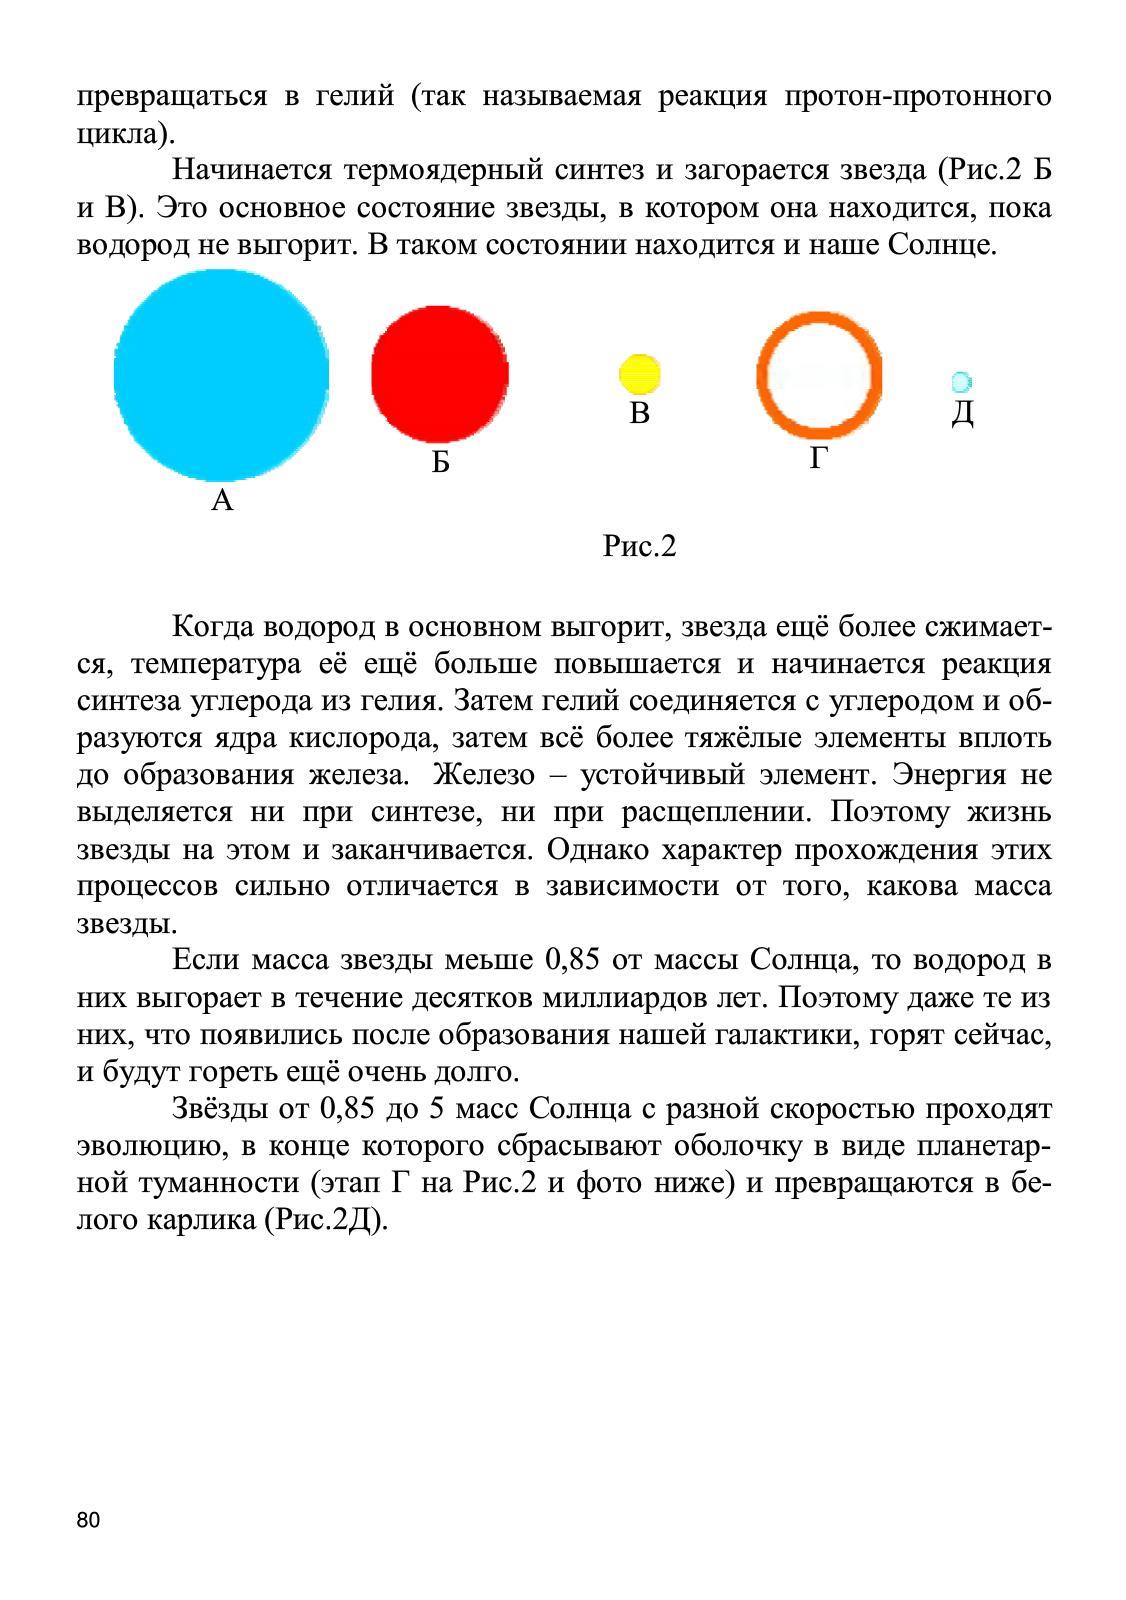 превращаться в гелий (так называемая реакция протон-протонного
цикла).
Начинается термоядерный синтез и загорается звезда (Рис.2 Б
и В). Это основное состояние звезды, в котором она находится, пока
водород не выгорит. В таком состоянии находится и наше Солнце.
А
Б
В
Г
Д
Рис.2
Когда водород в основном выгорит, звезда ещё более сжимает-
ся, температура её ещё больше повышается и начинается реакция
синтеза углерода из гелия. Затем гелий соединяется с углеродом и об-
разуются ядра кислорода, затем всё более тяжёлые элементы вплоть
до образования железа. Железо – устойчивый элемент. Энергия не
выделяется ни при синтезе, ни при расщеплении. Поэтому жизнь
звезды на этом и заканчивается. Однако характер прохождения этих
процессов сильно отличается в зависимости от того, какова масса
звезды.
Если масса звезды меьше 0,85 от массы Солнца, то водород в
них выгорает в течение десятков миллиардов лет. Поэтому даже те из
них, что появились после образования нашей галактики, горят сейчас,
и будут гореть ещё очень долго.
Звёзды от 0,85 до 5 масс Солнца с разной скоростью проходят
эволюцию, в конце которого сбрасывают оболочку в виде планетар-
ной туманности (этап Г на Рис.2 и фото ниже) и превращаются в бе-
лого карлика (Рис.2Д).
80